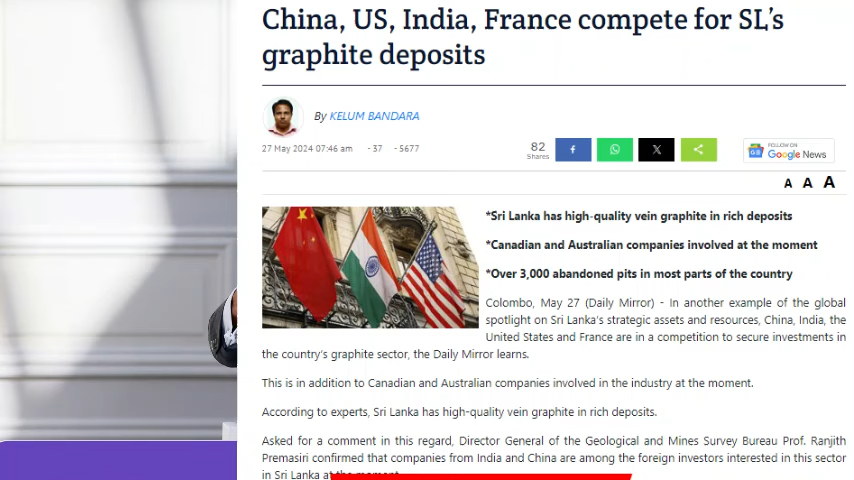 China, US, India, France compete for SL's
graphite deposits
By KELUM BANDARA
27 May 2024 07:46 am - 37 - 5677
82
Shares
FOLLOW ON
Google News
A A A
*Sri Lanka has high-quality vein graphite in rich deposits
*Canadian and Australian companies involved at the moment
*Over 3,000 abandoned pits in most parts of the country
Colombo, May 27 (Daily Mirror) - In another example of the global
spotlight on Sri Lanka's strategic assets and resources, China, India, the
United States and France are in a competition to secure investments in
the country's graphite sector, the Daily Mirror learns.
This is in addition to Canadian and Australian companies involved in the industry at the moment.
According to experts, Sri Lanka has high-quality vein graphite in rich deposits.
Asked for a comment in this regard, Director General of the Geological and Mines Survey Bureau Prof. Ranjith
Premasiri confirmed that companies from India and China are among the foreign investors interested in this sector
in Sri Lanka at the moment.